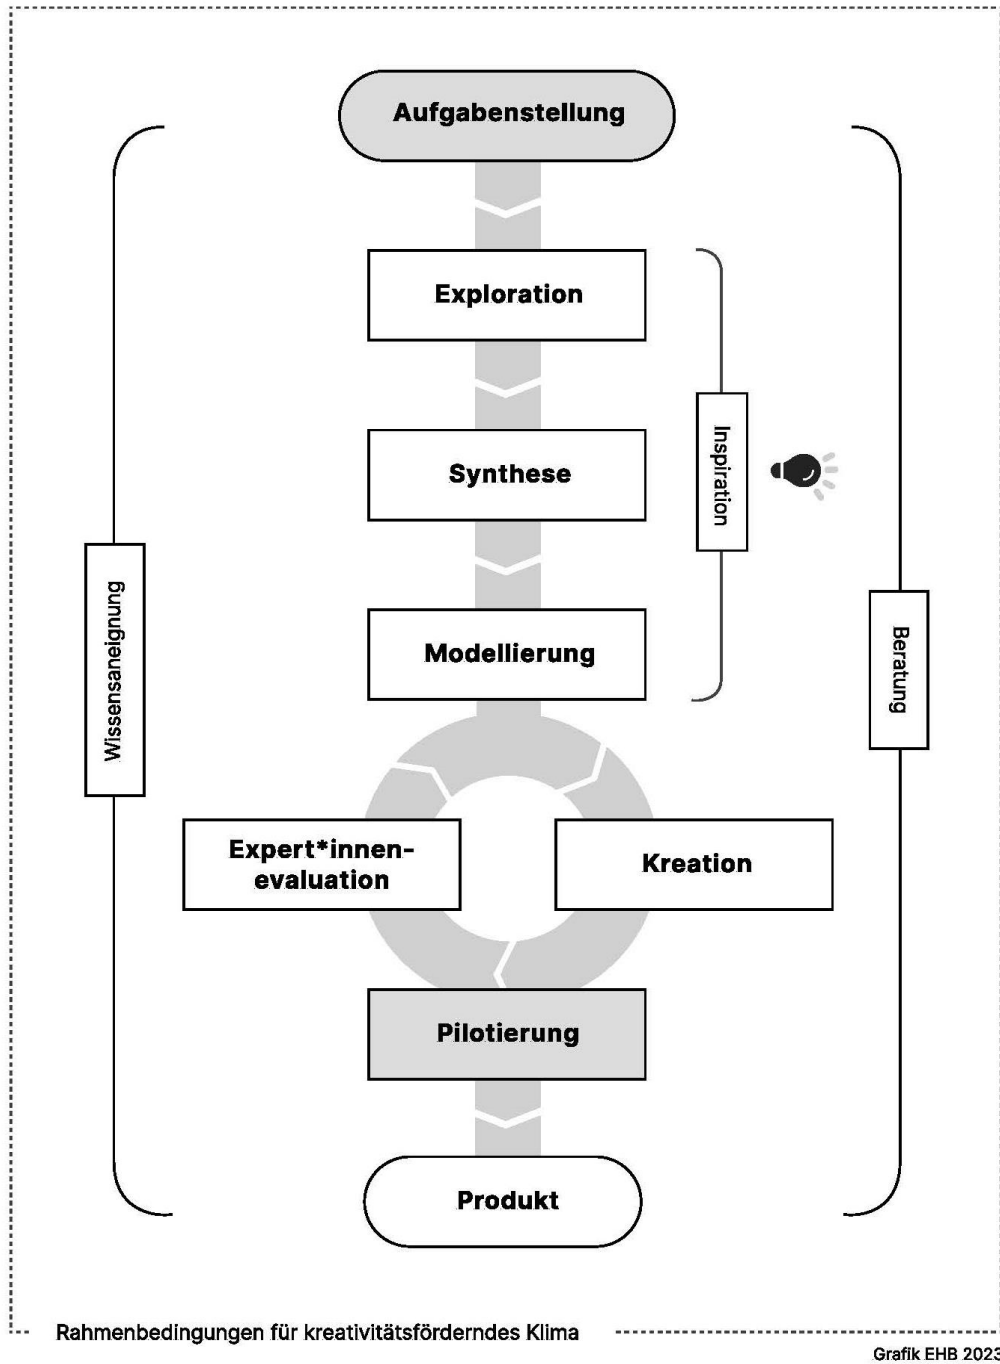 Aufgabenstellung
Exploration
Synthese
Inspiration
Modellierung
Wissensaneignung
Beratung
Expert*innen-
evaluation
Kreation
Pilotierung
Produkt
Rahmenbedingungen für kreativitätsförderndes Klima
Grafik EHB 2023